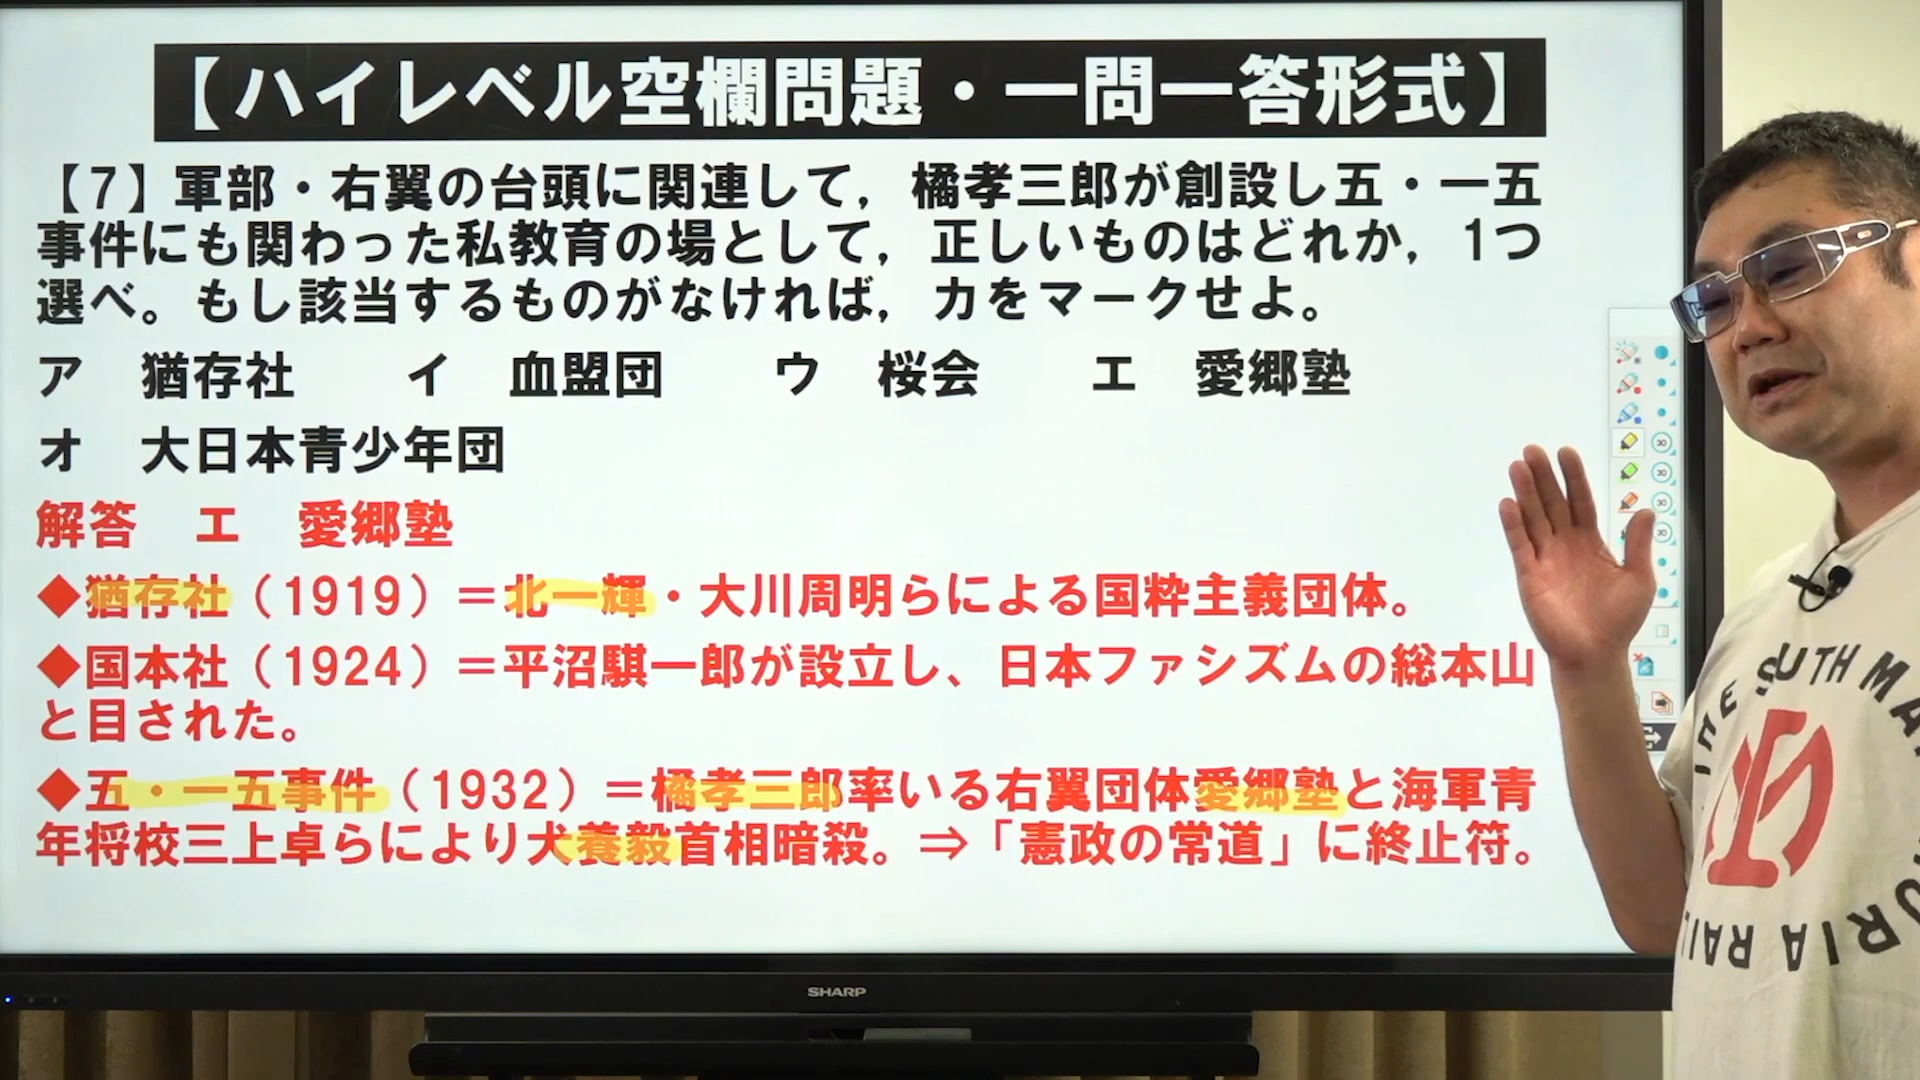 【ハイレベル空欄問題・一問一答形式】
【7】軍部・右翼の台頭に関連して，橘孝三郎が創設し五・一五
事件にも関わった私教育の場として，正しいものはどれか，1つ
選べ。もし該当するものがなければ，カをマークせよ。
ア　猶存社　イ　血盟団　ウ　桜会　エ　愛郷塾
オ　大日本青少年団
解答　エ　愛郷塾
◆猶存社（1919）＝北一輝・大川周明らによる国粋主義団体。
◆国本社（1924）＝平沼騏一郎が設立し、日本ファシズムの総本山
と目された。
◆五・一五事件（1932）＝橘孝三郎率いる右翼団体愛郷塾と海軍青
年将校三上卓らにより犬養毅首相暗殺。⇒「憲政の常道」に終止符。
SHARP
30
30
30
30
SUTH MA
RAIL